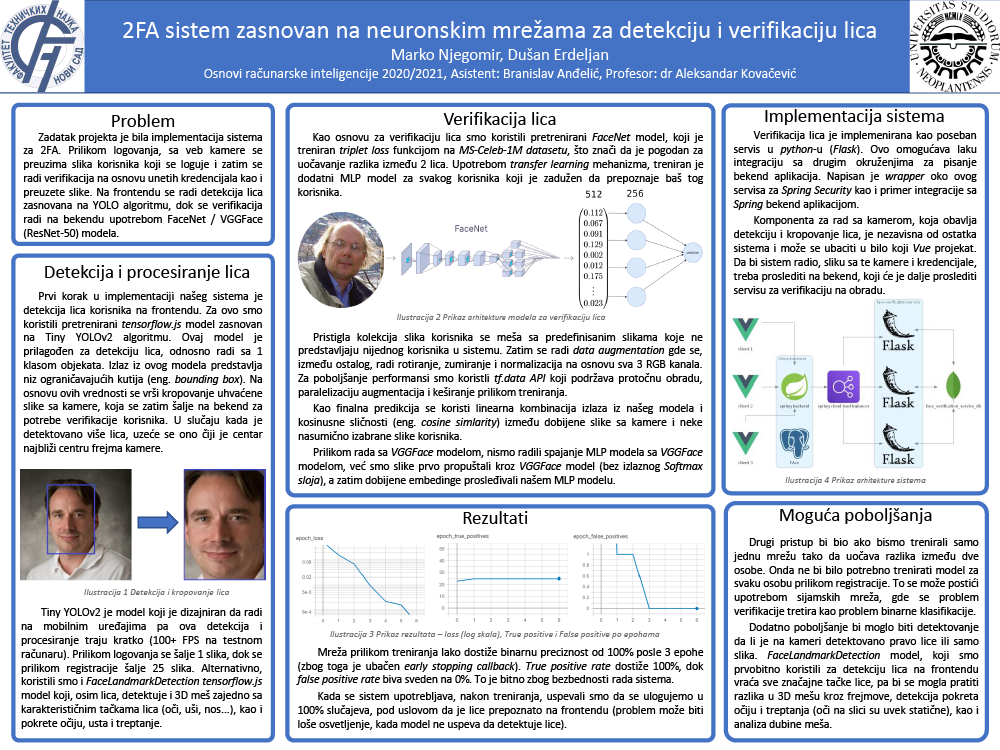 ФАКУЛТЕТ ТЕХНИЧКИХ НАУКА
НОВИ САД
2FA sistem zasnovan na neuronskim mrežama za detekciju i verifikaciju lica
Marko Njegomir, Dušan Erdeljan
Osnovi računarske inteligencije 2020/2021, Asistent: Branislav Anđelić, Profesor: dr Aleksandar Kovačević
UNIVERSITAS STUDIORUM
NEOPLANTENSIS
MCMLX
Problem
Zadatak projekta je bila implementacija sistema
za 2FA. Prilikom logovanja, sa veb kamere se
preuzima slika korisnika koji se loguje i zatim se
radi verifikacija na osnovu unetih kredencijala kao i
preuzete slike. Na frontendu se radi detekcija lica
zasnovana na YOLO algoritmu, dok se verifikacija
radi na bekendu upotrebom FaceNet / VGGFace
(ResNet-50) modela.
Detekcija i procesiranje lica
Prvi korak u implementaciji našeg sistema je
detekcija lica korisnika na frontendu. Za ovo smo
koristili pretrenirani tensorflow.js model zasnovan
na Tiny YOLOv2 algoritmu. Ovaj model je
prilagođen za detekciju lica, odnosno radi sa 1
klasom objekata. Izlaz iz ovog modela predstavlja
niz ograničavajućih kutija (eng. bounding box). Na
osnovu ovih vrednosti se vrši kropovanje uhvaćene
slike sa kamere, koja se zatim šalje na bekend za
potrebe verifikacije korisnika. U slučaju kada je
detektovano više lica, uzeće se ono čiji je centar
najbliži centru frejma kamere.
Ilustracija 1 Detekcija i kropovanje lica
Tiny YOLOv2 je model koji je dizajniran da radi
na mobilnim uređajima pa ova detekcija i
procesiranje traju kratko (100+ FPS na testnom
računaru). Prilikom logovanja se šalje 1 slika, dok se
prilikom registracije šalje 25 slika. Alternativno,
koristili smo i FaceLandmarkDetection tensorflow.js
model koji, osim lica, detektuje i 3D meš zajedno sa
karakterističnim tačkama lica (oči, uši, nos...), kao i
pokrete očiju, usta i treptanje.
Verifikacija lica
Kao osnovu za verifikaciju lica smo koristili pretrenirani FaceNet model, koji je
treniran triplet loss funkcijom na MS-Celeb-1M datasetu, što znači da je pogodan za
uočavanje razlika između 2 lica. Upotrebom transfer learning mehanizma, treniran je
dodatni MLP model za svakog korisnika koji je zadužen da prepoznaje baš tog
korisnika.
512
256
FaceNet
0.112
0.067
0.091
0.129
0.002
0.012
0.175
⋮
0.023
Ilustracija 2 Prikaz arhitekture modela za verifikaciju lica
Pristigla kolekcija slika korisnika se meša sa predefinisanim slikama koje ne
predstavljaju nijednog korisnika u sistemu. Zatim se radi data augmentation gde se,
između ostalog, radi rotiranje, zumiranje i normalizacija na osnovu sva 3 RGB kanala.
Za poboljšanje performansi smo koristli tf.data API koji podržava protočnu obradu,
paralelizaciju augmentacija i keširanje prilikom treniranja.
Kao finalna predikcija se koristi linearna kombinacija izlaza iz našeg modela i
kosinusne sličnosti (eng. cosine simlarity) između dobijene slike sa kamere i neke
nasumično izabrane slike korisnika.
Prilikom rada sa VGGFace modelom, nismo radili spajanje MLP modela sa VGGFace
modelom, već smo slike prvo propuštali kroz VGGFace model (bez izlaznog Softmax
sloja), a zatim dobijene embedinge prosleđivali našem MLP modelu.
Rezultati
epoch_loss
0.08
0.02
5e-3
6e-4
0
1
2
3
4
5
6
epoch_true_positives
50
40
30
20
10
0
0
1
2
3
4
5
6
epoch_false_positives
1
0.8
0.6
0.4
0.2
0
0
1
2
3
4
5
6
Ilustracija 3 Prikaz rezultata – loss (log skala), True positive i False positive po epohama
Mreža prilikom treniranja lako dostiže binarnu preciznost od 100% posle 3 epohe
(zbog toga je ubačen early stopping callback). True positive rate dostiže 100%, dok
false positive rate biva sveden na 0%. To je bitno zbog bezbednosti rada sistema.
Kada se sistem upotrebljava, nakon treniranja, uspevali smo da se ulogujemo u
100% slučajeva, pod uslovom da je lice prepoznato na frontendu (problem može biti
loše osvetljenje, kada model ne uspeva da detektuje lice).
Implementacija sistema
Verifikacija lica je implemenirana kao poseban
servis u python-u (Flask). Ovo omogućava laku
integraciju sa drugim okruženjima za pisanje
bekend aplikacija. Napisan je wrapper oko ovog
servisa za Spring Security kao i primer integracije sa
Spring bekend aplikacijom.
Komponenta za rad sa kamerom, koja obavlja
detekciju i kropovanje lica, je nezavisna od ostatka
sistema i može se ubaciti u bilo koji Vue projekat.
Da bi sistem radio, sliku sa te kamere i kredencijale,
treba proslediti na bekend, koji će je dalje proslediti
servisu za verifikaciju na obradu.
face-verification-service
client 1
Flask
client 2
spring backend
spring cloud load balancer
Flask
face_verification_service_db
client 3
Flask
Ilustracija 4 Prikaz arhitekture sistema
Moguća poboljšanja
Drugi pristup bi bio ako bismo trenirali samo
jednu mrežu tako da uočava razlika između dve
osobe. Onda ne bi bilo potrebno trenirati model za
svaku osobu prilikom registracije. To se može postići
upotrebom sijamskih mreža, gde se problem
verifikacije tretira kao problem binarne klasifikacije.
Dodatno poboljšanje bi moglo biti detektovanje
da li je na kameri detektovano pravo lice ili samo
slika. FaceLandmarkDetection model, koji smo
prvobitno koristili za detekciju lica na frontendu
vraća sve značajne tačke lice, pa bi se mogla pratiti
razlika u 3D mešu kroz frejmove, detekcija pokreta
očiju i treptanja (oči na slici su uvek statične), kao i
analiza dubine meša.